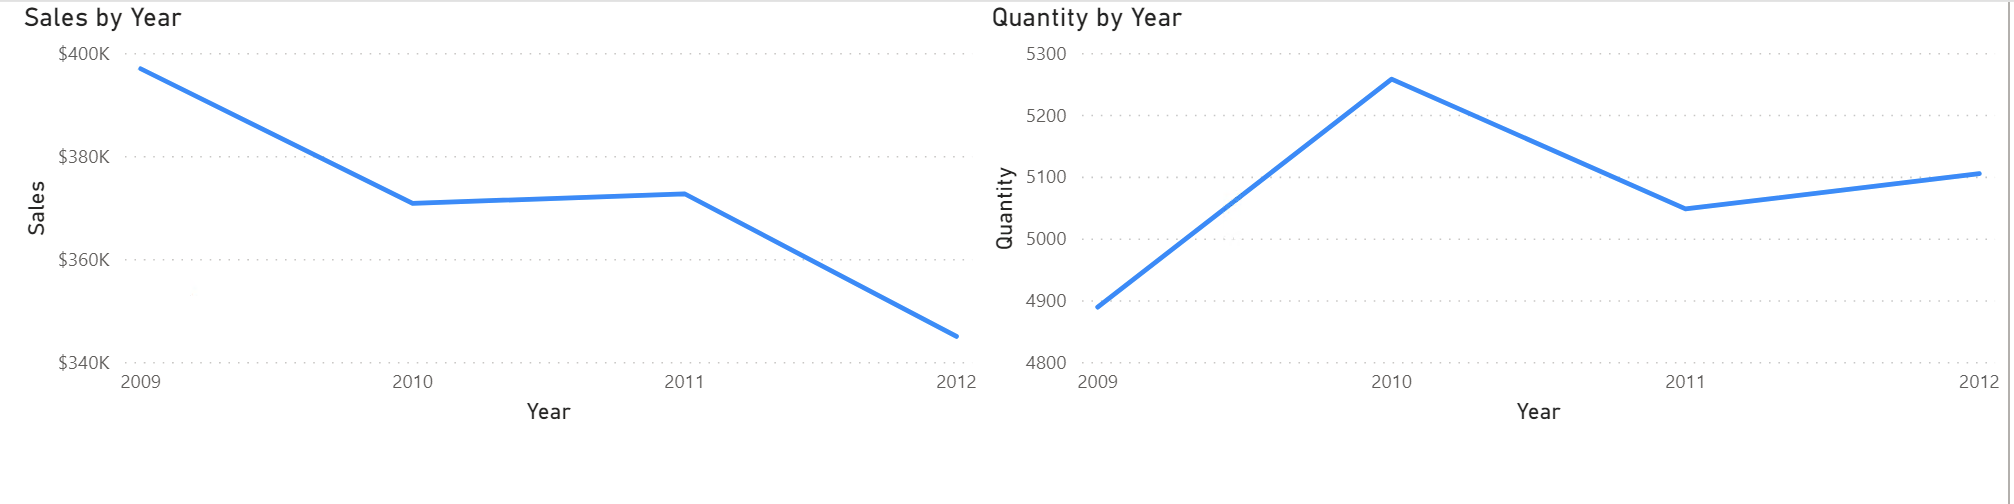 Sales by Year
$400K
$380K
$360K
$340K
Sales
2009 2010 2011 2012
Year
Quantity by Year
5300
5200
5100
5000
4900
4800
Quantity
2009 2010 2011 2012
Year